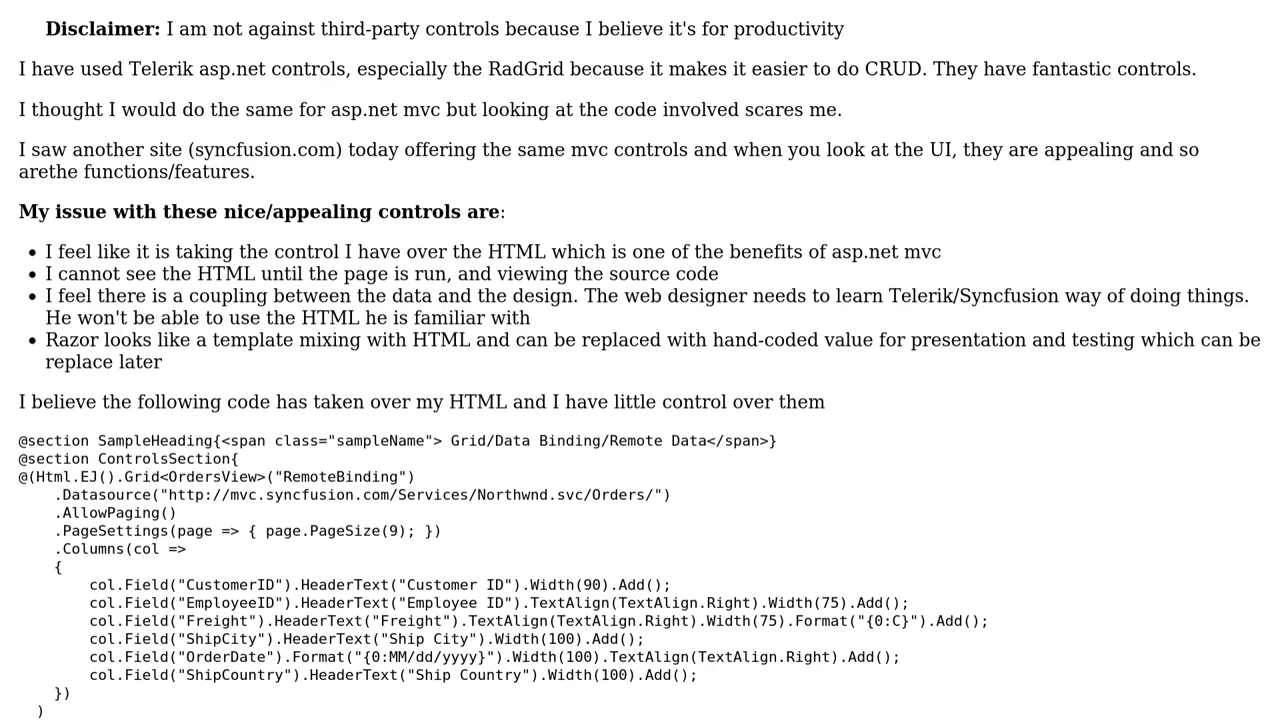 Disclaimer: I am not against third-party controls because I believe it's for productivity
I have used Telerik asp.net controls, especially the RadGrid because it makes it easier to do CRUD. They have fantastic controls.
I thought I would do the same for asp.net mvc but looking at the code involved scares me.
I saw another site (syncfusion.com) today offering the same mvc controls and when you look at the UI, they are appealing and so
arethe functions/features.
My issue with these nice/appealing controls are:
• I feel like it is taking the control I have over the HTML which is one of the benefits of asp.net mvc
• I cannot see the HTML until the page is run, and viewing the source code
• I feel there is a coupling between the data and the design. The web designer needs to learn Telerik/Syncfusion way of doing things.
He won't be able to use the HTML he is familiar with
• Razor looks like a template mixing with HTML and can be replaced with hand-coded value for presentation and testing which can be
replace later
I believe the following code has taken over my HTML and I have little control over them
@section SampleHeading{<span class="sampleName"> Grid/Data Binding/Remote Data</span>}
@section ControlsSection{
@(Html.EJ().Grid<OrdersView>("RemoteBinding")
    .Datasource("http://mvc.syncfusion.com/Services/Northwnd.svc/Orders/")
    .AllowPaging()
    .PageSettings(page => { page.PageSize(9); })
    .Columns(col =>
    {
        col.Field("CustomerID").HeaderText("Customer ID").Width(90).Add();
        col.Field("EmployeeID").HeaderText("Employee ID").TextAlign(TextAlign.Right).Width(75).Add();
        col.Field("Freight").HeaderText("Freight").TextAlign(TextAlign.Right).Width(75).Format("{0:C}").Add();
        col.Field("ShipCity").HeaderText("Ship City").Width(100).Add();
        col.Field("OrderDate").Format("{0:MM/dd/yyyy}").Width(100).TextAlign(TextAlign.Right).Add();
        col.Field("ShipCountry").HeaderText("Ship Country").Width(100).Add();
    })
  )